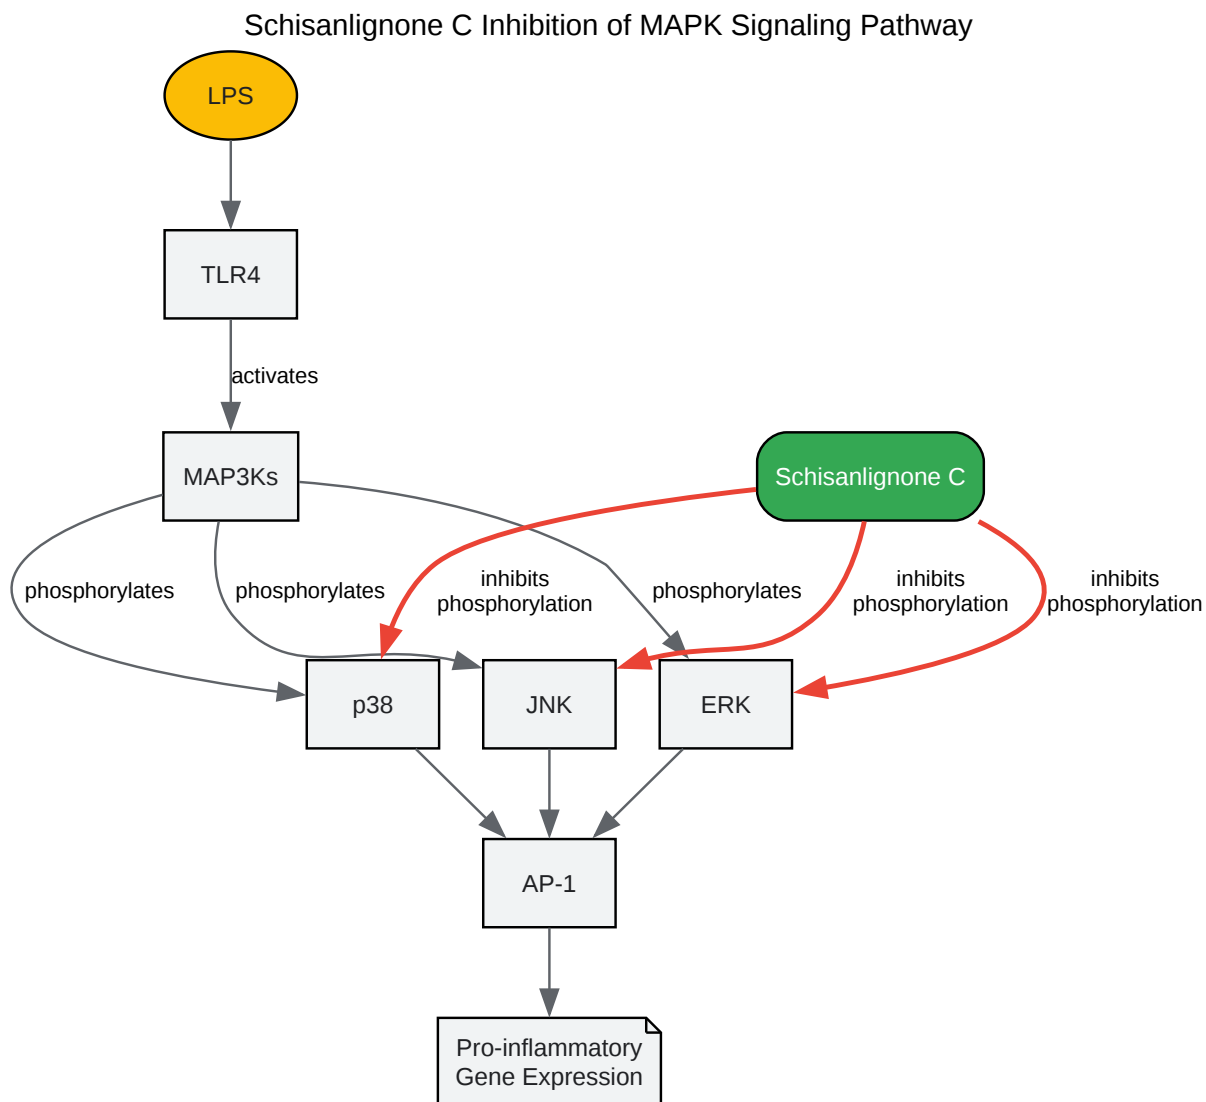 Schisanlignone C Inhibition of MAPK Signaling Pathway
LPS
TLR4
activates
MAP3Ks
Schisanlignone C
phosphorylates
phosphorylates
inhibits
phosphorylation
phosphorylates
inhibits
phosphorylation
inhibits
phosphorylation
p38
JNK
ERK
AP-1
Pro-inflammatory
Gene Expression